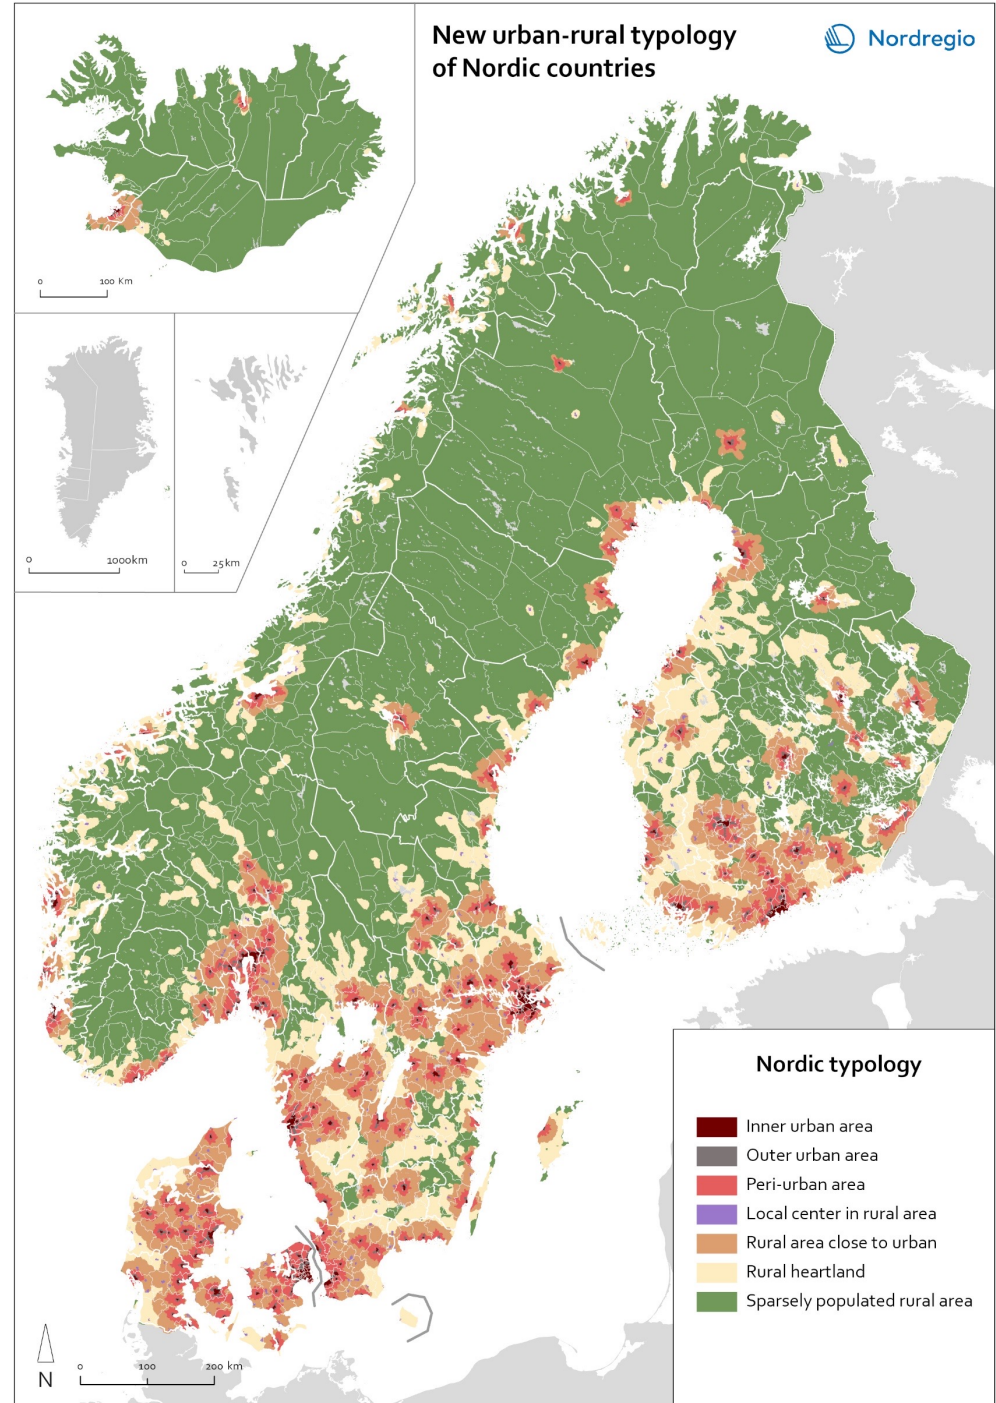 New urban-rural typology
of Nordic countries
Nordregio
0 100 Km
0 1000km
0 25km
Nordic typology
Inner urban area
Outer urban area
Peri-urban area
Local center in rural area
Rural area close to urban
Rural heartland
Sparsely populated rural area
N
0 100 200 km